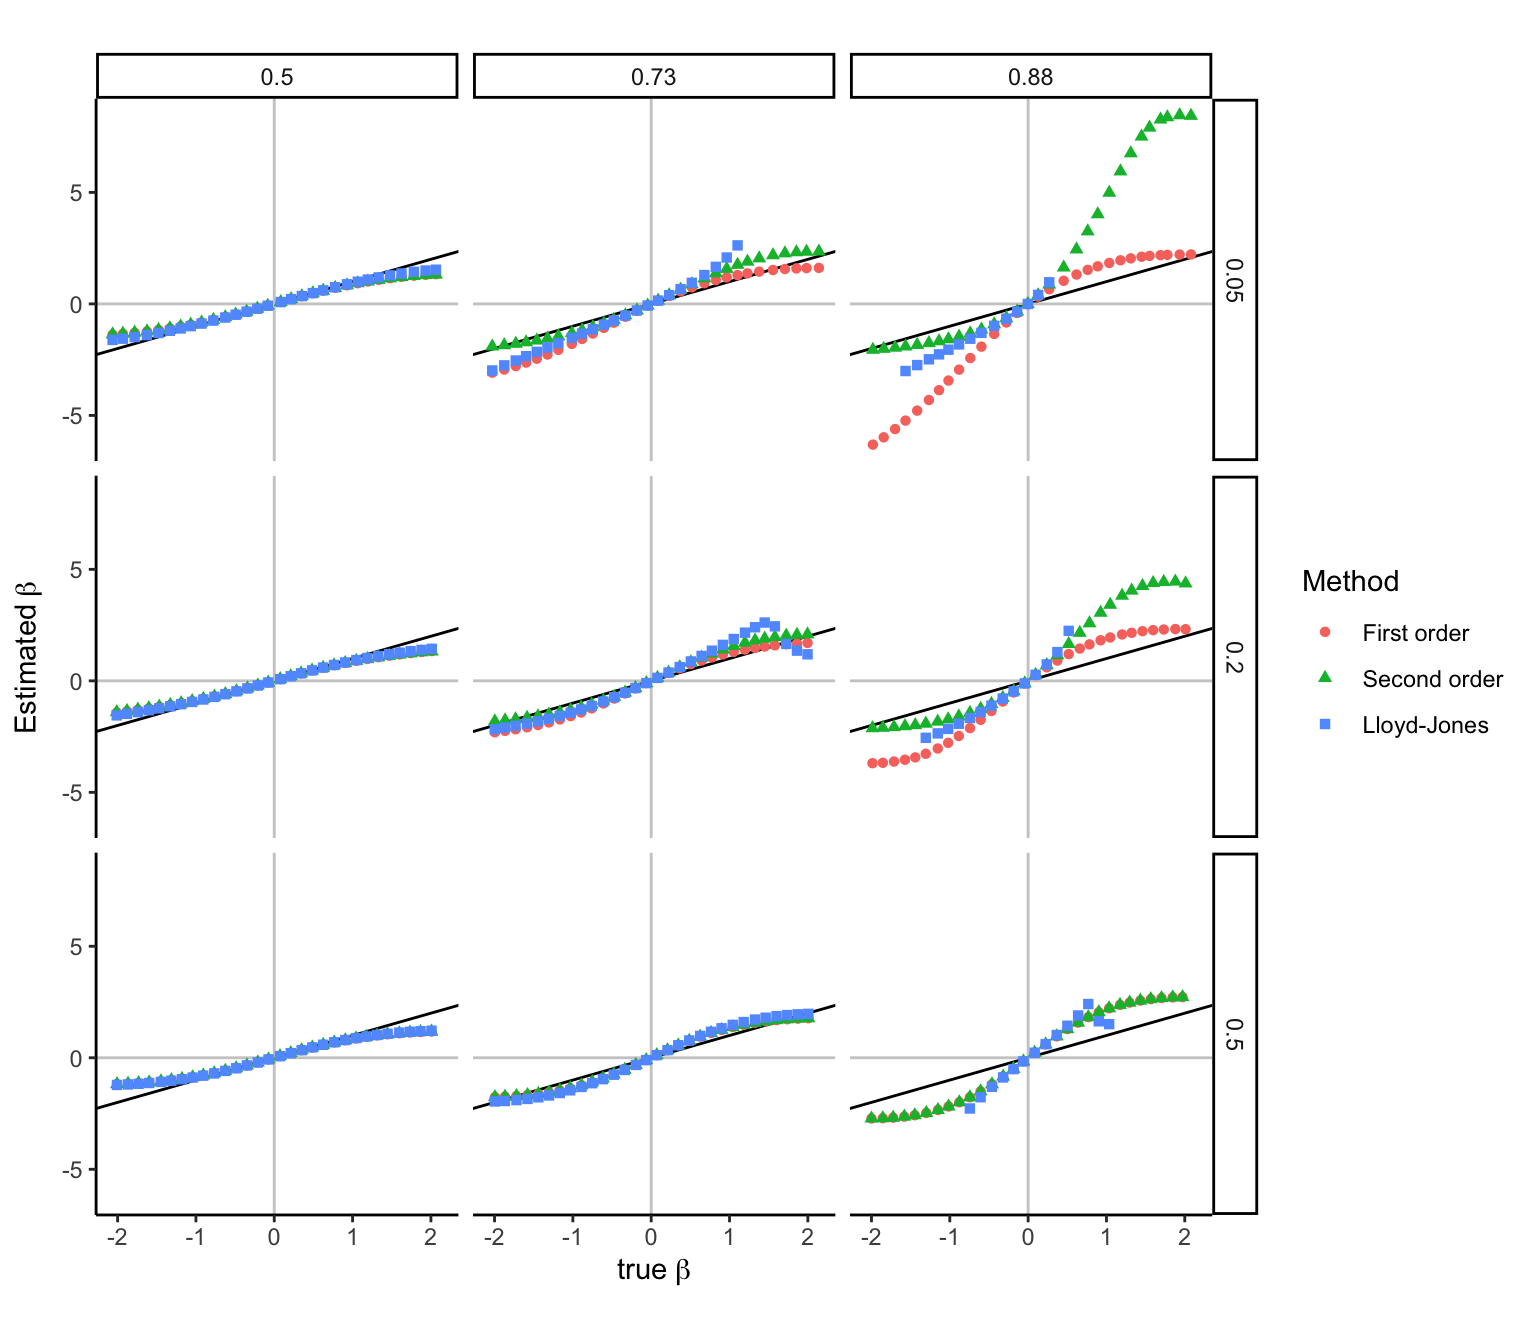 0.5 0.73 0.88
5
0
-5
0.05
5
0
-5
0.2
5
0
-5
0.5
-2 -1 0 1 2 -2 -1 0 1 2 -2 -1 0 1 2
true β
Estimated β
Method
First order
Second order
Lloyd-Jones